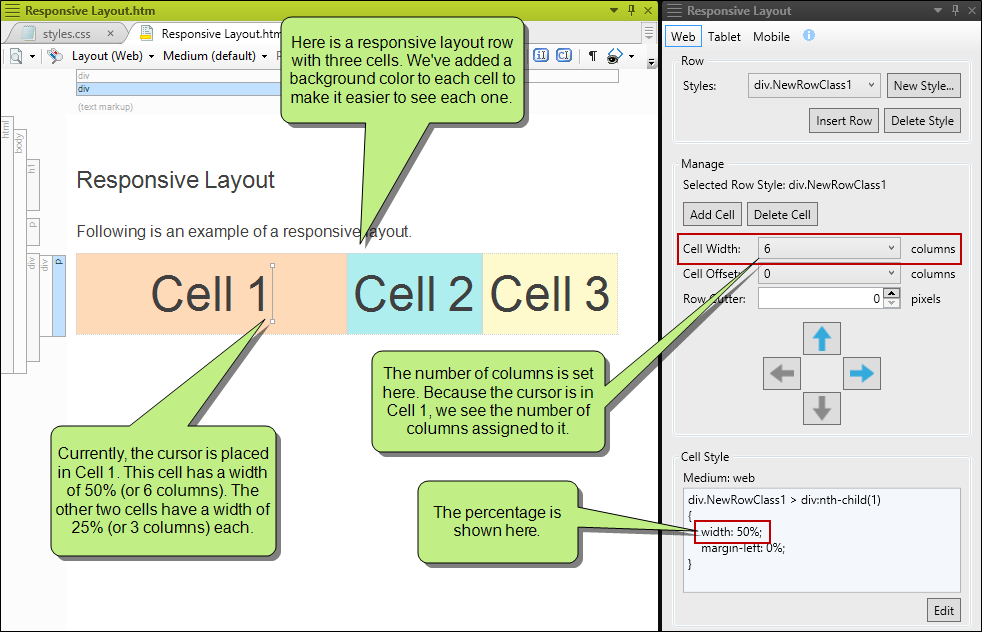 Responsive Layout.htm
styles.css
Responsive Layout.htm
Layout (Web)
Medium (default)
div
div
(text markup)
html
body
h1
p
div
div
p
Here is a responsive layout row
with three cells. We've added a
background color to each cell to
make it easier to see each one.
Responsive Layout
Following is an example of a responsive layout.
Cell 1
Cell 2
Cell 3
Currently, the cursor is placed
in Cell 1. This cell has a width
of 50% (or 6 columns). The
other two cells have a width of
25% (or 3 columns) each.
The number of columns is set
here. Because the cursor is in
Cell 1, we see the number of
columns assigned to it.
The percentage is
shown here.
Responsive Layout
Web Tablet Mobile
Row
Styles: div.NewRowClass1 New Style...
Insert Row Delete Style
Manage
Selected Row Style: div.NewRowClass1
Add Cell Delete Cell
Cell Width: 6 columns
Cell Offset: 0 columns
Row 0 pixels
Cell Style
Medium: web
div.NewRowClass1 > div:nth-child(1)
{
width: 50%;
margin-left: 0%;
}
Edit